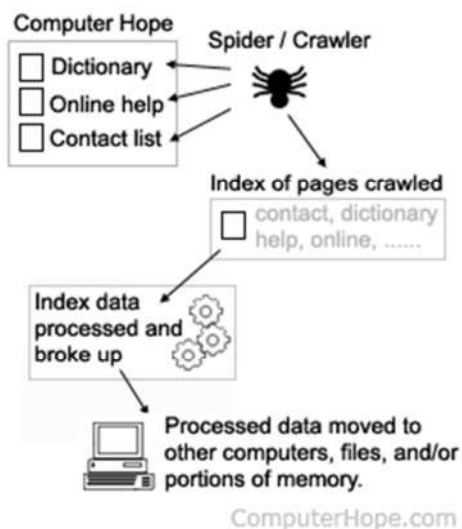 Computer Hope
Spider / Crawler
Dictionary
Online help
Contact list
Index of pages crawled
contact, dictionary
help, online, ......
Index data
processed and
broke up
Processed data moved to
other computers, files, and/or
portions of memory.
ComputerHope.com